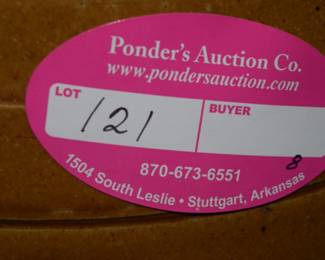 Ponder's Auction Co.
www.pondersauction.com
LOT
121
BUYER
8
870-673-6551
1504 South Leslie • Stuttgart, Arkansas